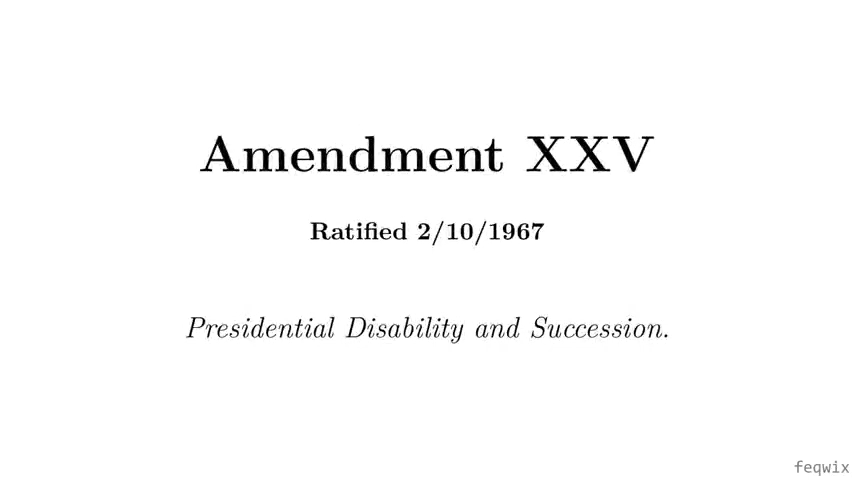 Amendment XXV
Ratified 2/10/1967
Presidential Disability and Succession.
feqwix